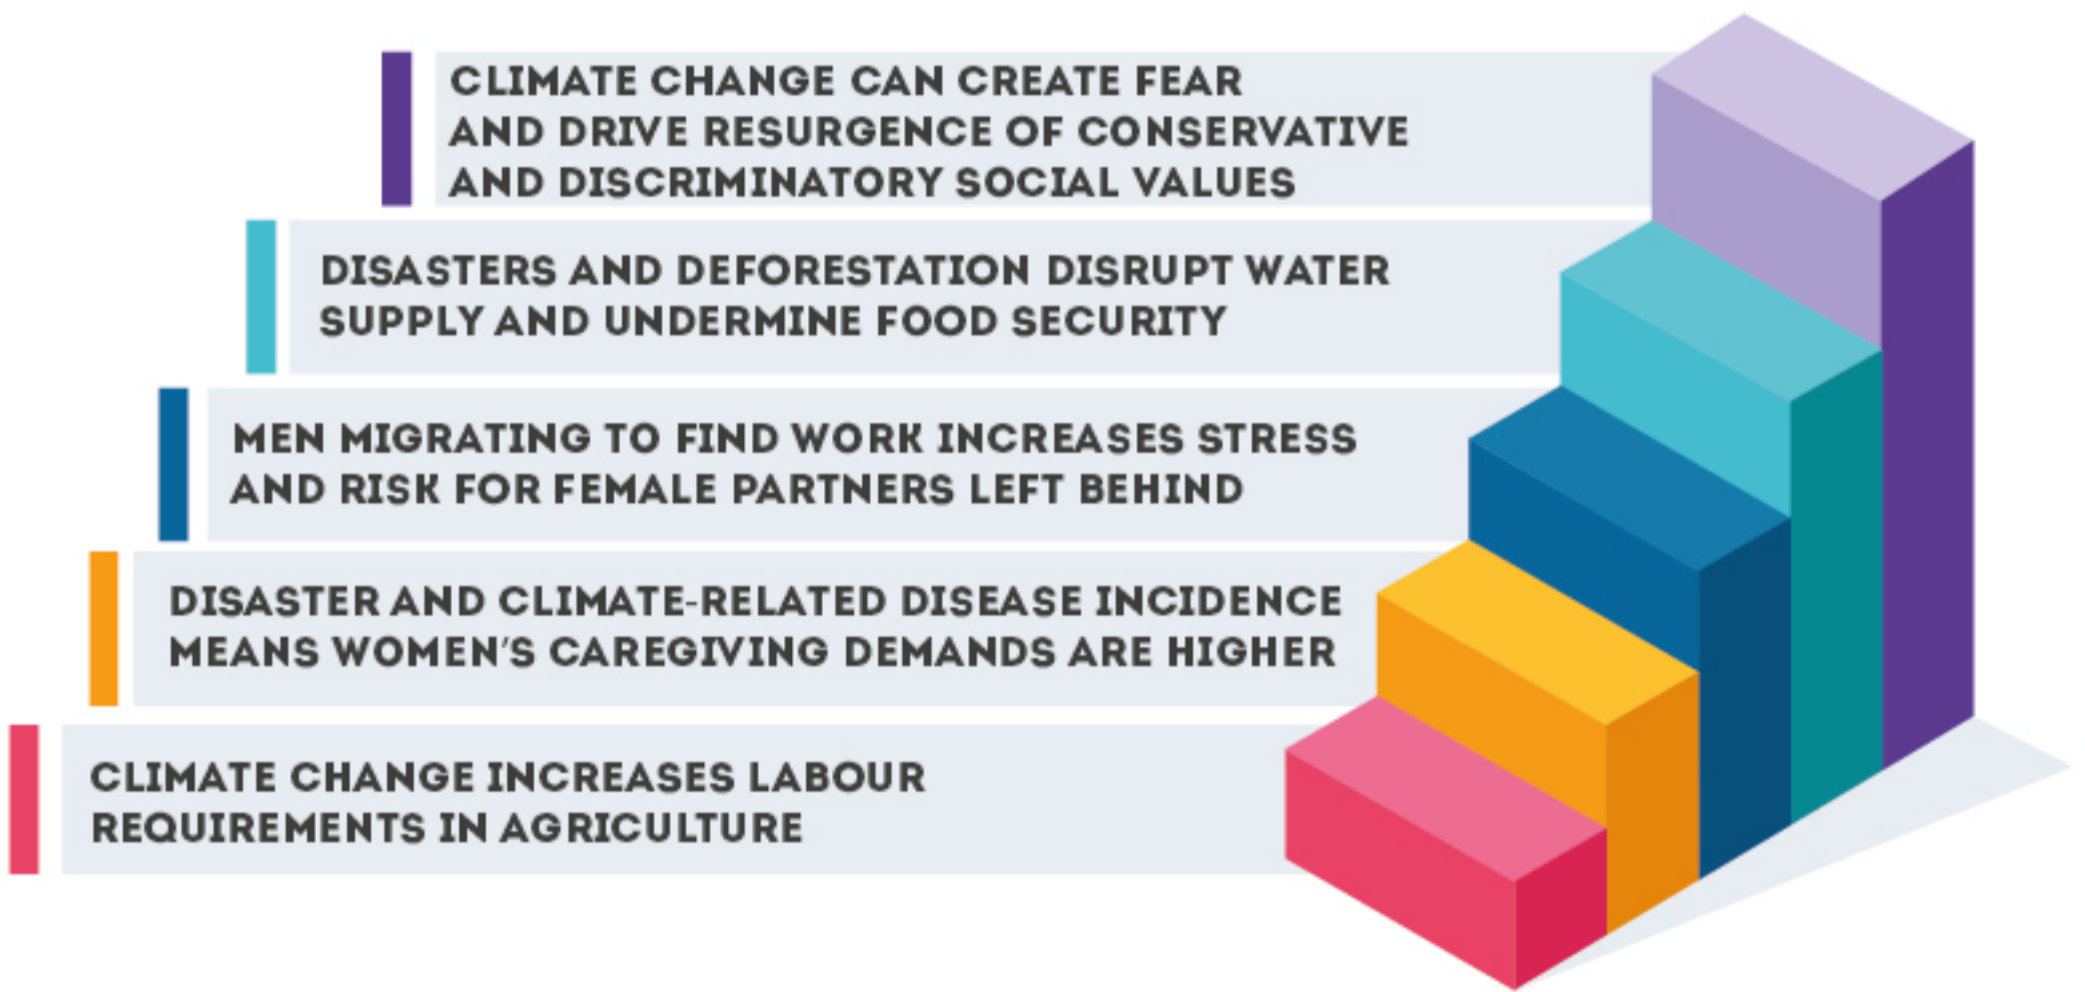 CLIMATE CHANGE CAN CREATE FEAR
AND DRIVE RESURGENCE OF CONSERVATIVE
AND DISCRIMINATORY SOCIAL VALUES
DISASTERS AND DEFORESTATION DISRUPT WATER
SUPPLY AND UNDERMINE FOOD SECURITY
MEN MIGRATING TO FIND WORK INCREASES STRESS
AND RISK FOR FEMALE PARTNERS LEFT BEHIND
DISASTER AND CLIMATE-RELATED DISEASE INCIDENCE
MEANS WOMEN'S CAREGIVING DEMANDS ARE HIGHER
CLIMATE CHANGE INCREASES LABOUR
REQUIREMENTS IN AGRICULTURE